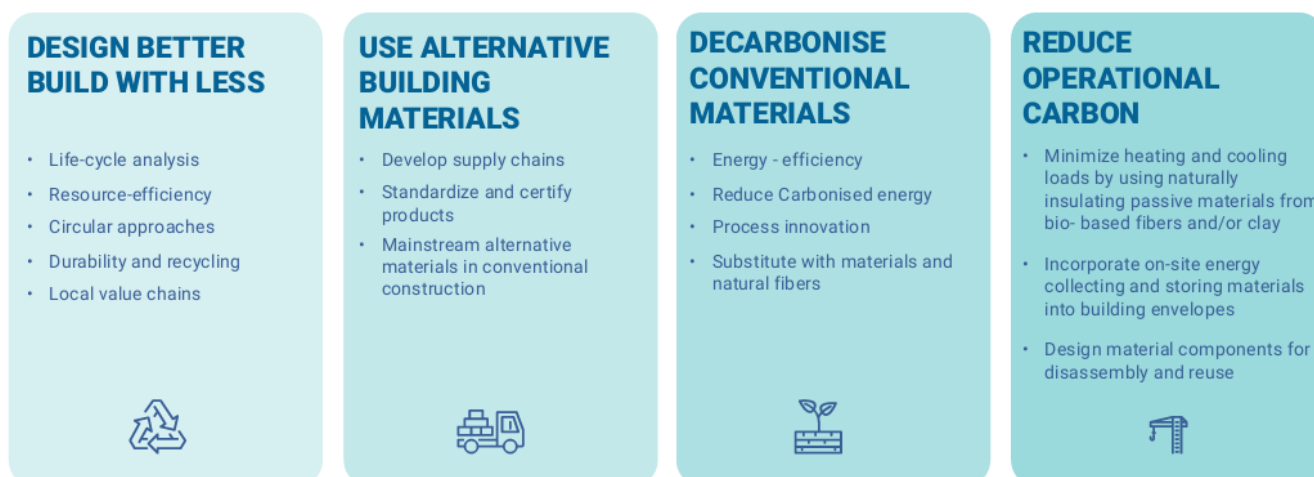 DESIGN BETTER
BUILD WITH LESS
• Life-cycle analysis
• Resource-efficiency
• Circular approaches
• Durability and recycling
• Local value chains
USE ALTERNATIVE
BUILDING
MATERIALS
• Develop supply chains
• Standardize and certify
products
• Mainstream alternative
materials in conventional
construction
DECARBONISE
CONVENTIONAL
MATERIALS
• Energy - efficiency
• Reduce Carbonised energy
• Process innovation
• Substitute with materials and
natural fibers
REDUCE
OPERATIONAL
CARBON
• Minimize heating and cooling
loads by using naturally
insulating passive materials from
bio- based fibers and/or clay
• Incorporate on-site energy
collecting and storing materials
into building envelopes
• Design material components for
disassembly and reuse